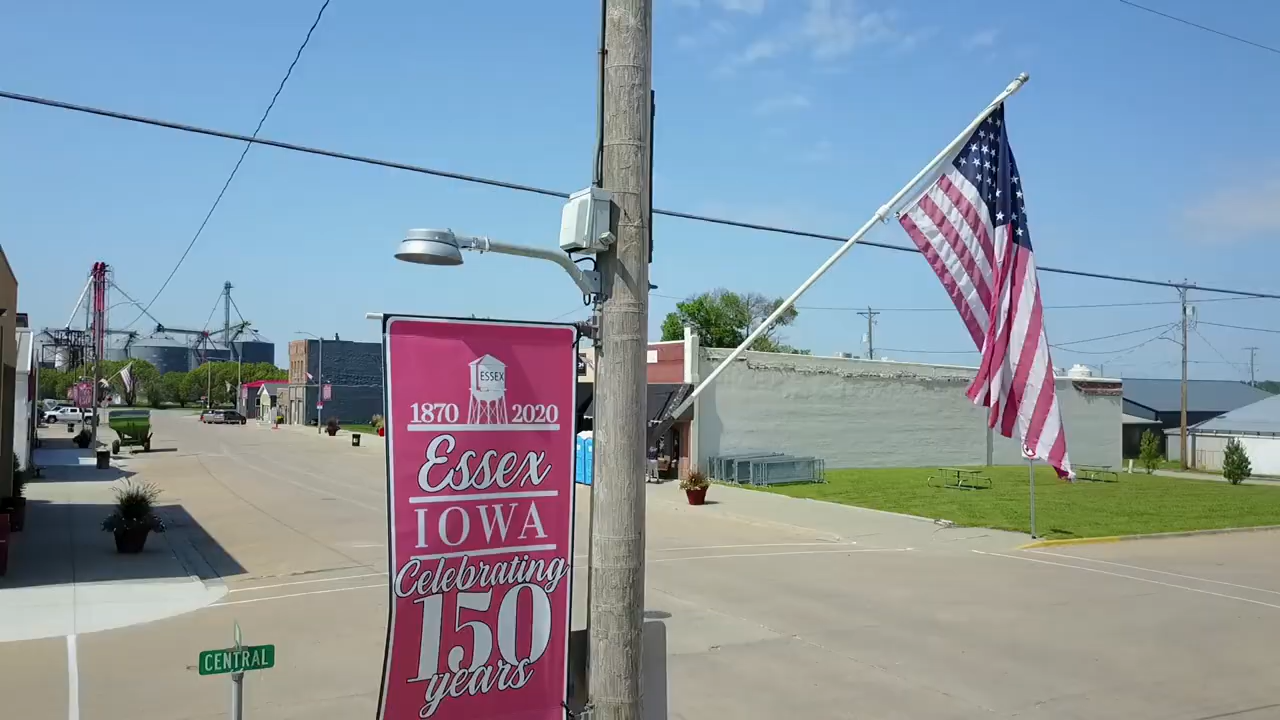 ESSEX
1870 2020
Essex
IOWA
Celebrating
150
years
CENTRAL